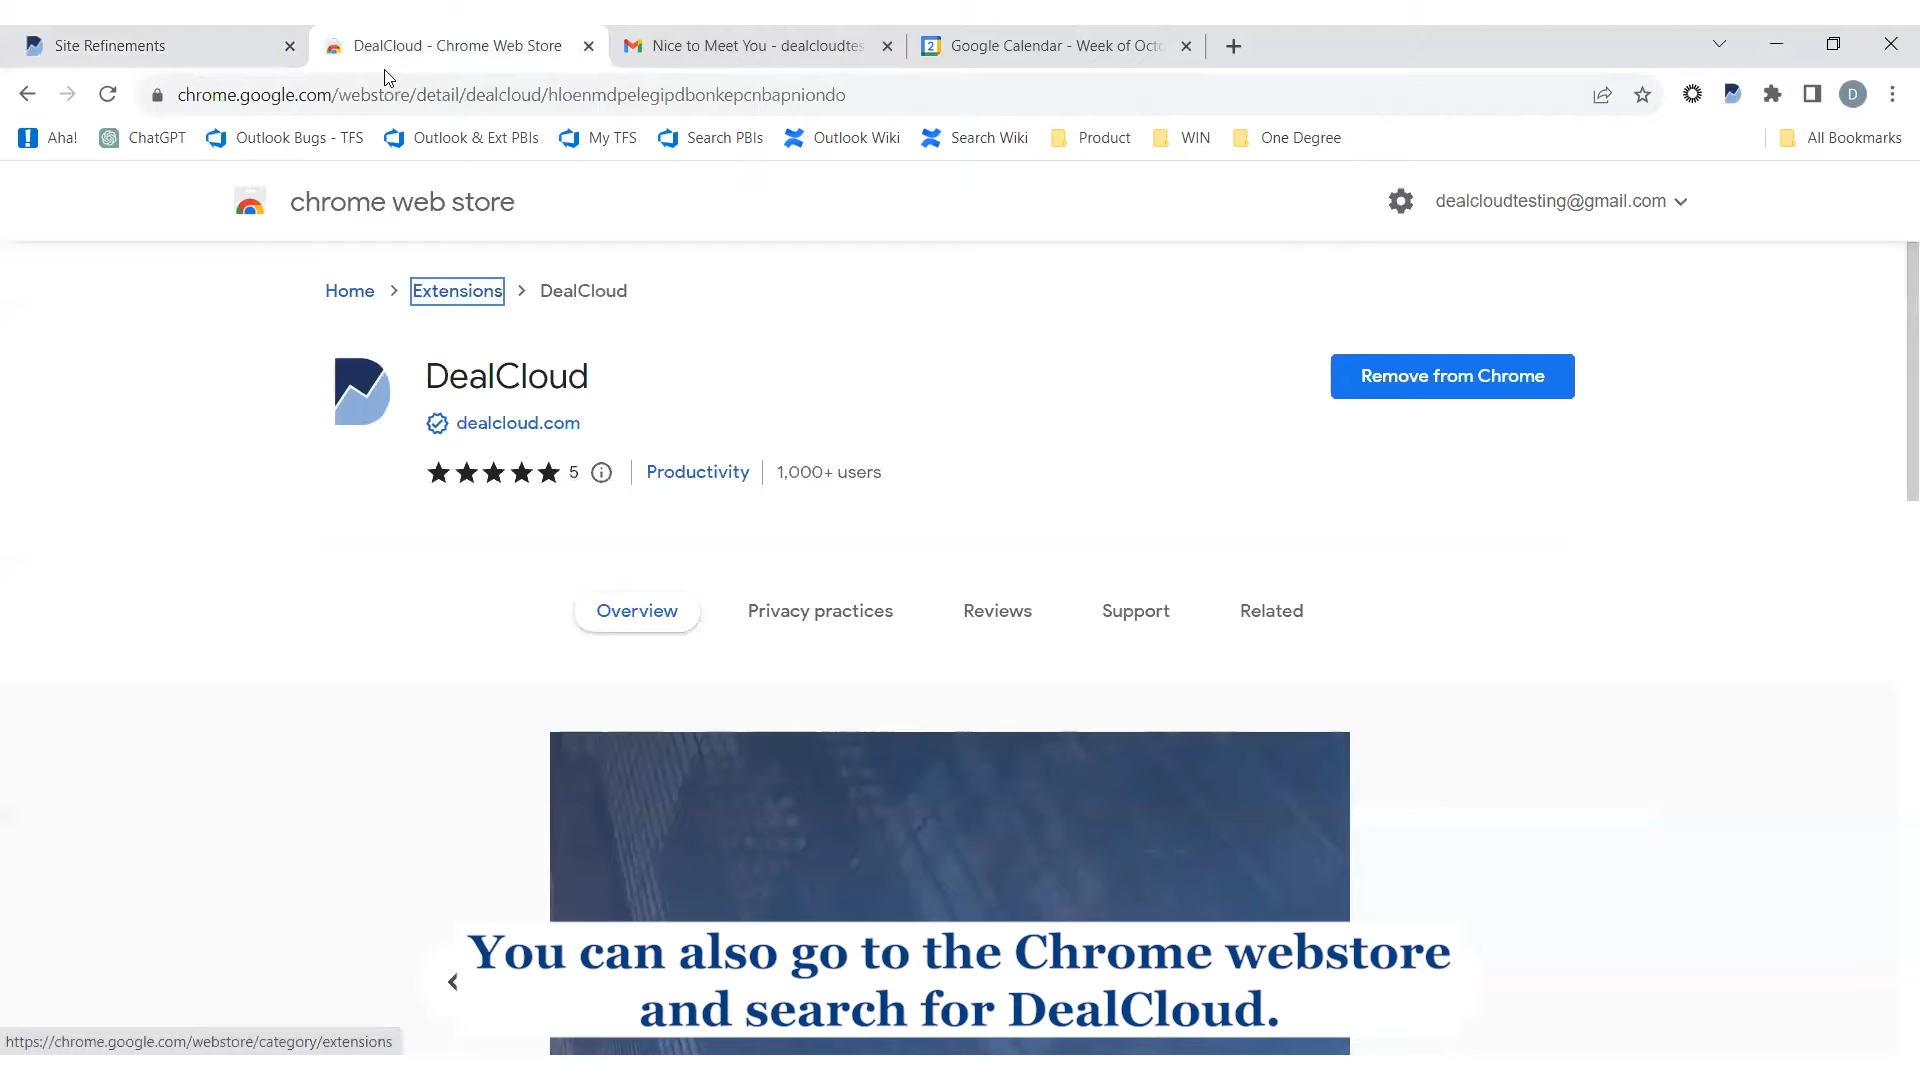 Site Refinements
DealCloud - Chrome Web Store
Nice to Meet You - dealcloudtes
2
Google Calendar - Week of Octo
chrome.google.com/webstore/detail/dealcloud/hloenmdpelegipdbonkepcnbapniondo
D
Aha!
ChatGPT
Outlook Bugs - TFS
Outlook & Ext PBIs
My TFS
Search PBIs
Outlook Wiki
Search Wiki
Product
WIN
One Degree
All Bookmarks
chrome web store
dealcloudtesting@gmail.com
Home > Extensions > DealCloud
DealCloud
Remove from Chrome
dealcloud.com
5
Productivity
1,000+ users
Overview
Privacy practices
Reviews
Support
Related
You can also go to the Chrome webstore
and search for DealCloud.
https://chrome.google.com/webstore/category/extensions